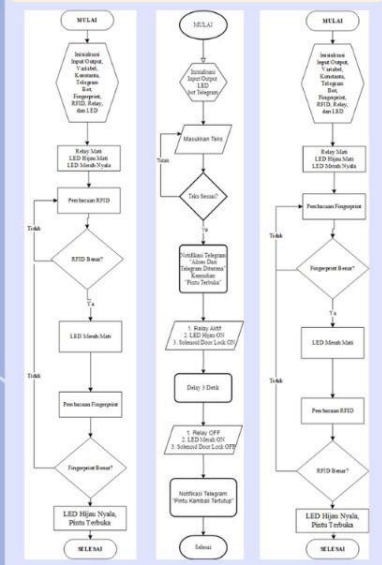 MULAI
Inisialisasi
Input Output,
Variabel,
Konstanta,
Telegram
Bot,
Fingerprint,
RFID, Relay,
dan LED
Relay Mati
LED Hijau Mati
LED Merah Nyala
Pembacaan RFID
Tidak
RFID Benar?
Ya
LED Merah Mati
Tidak
Pembacaan Fingerprint
Fingerprint Benar?
LED Hijau Nyala,
Pintu Terbuka
SELESAI
MULAI
Inisialisasi
Input Output
LED
bot Telegram
Masukkan Teks
Tidak
Teks Sesuai?
Ya
Notifikasi Telegram
"Akses Dari
Telegram Diterima"
Kemudian
"Pintu Terbuka"
1. Relay Aktif
2. LED Hijau ON
3. Solenoid Door Lock ON
Delay 3 Detik
1. Relay OFF
2. LED Merah ON
3. Solenoid Door Lock OFF
Notifikasi Telegram
"Pintu Kembali Tertutup"
Selesai
MULAI
Inisialisasi
Input Output,
Variabel,
Konstanta,
Telegram
Bot,
Fingerprint,
RFID, Relay,
dan LED
Relay Mati
LED Hijau Mati
LED Merah Nyala
Pembacaan Fingerprint
Tidak
Fingerprint Benar?
Ya
LED Merah Mati
Tidak
Pembacaan RFID
RFID Benar?
LED Hijau Nyala,
Pintu Terbuka
SELESAI